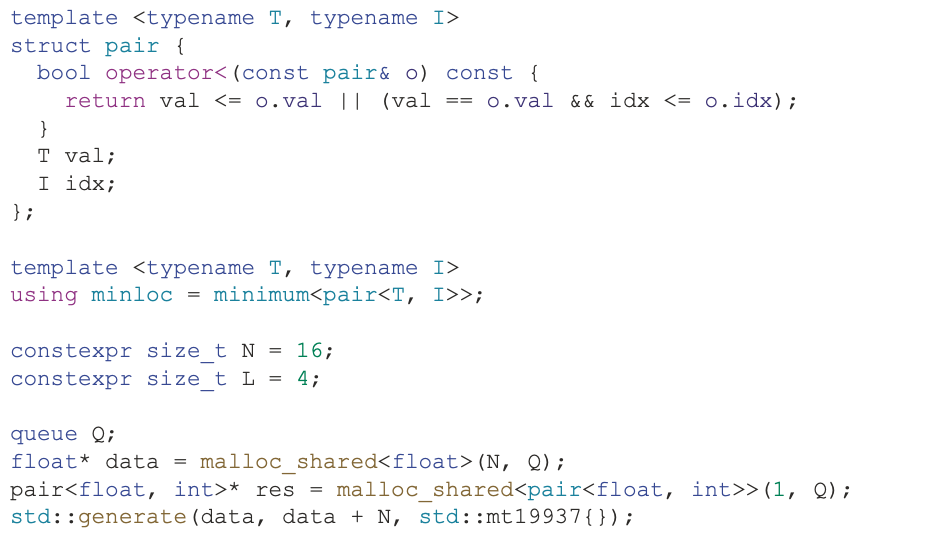 template <typename T, typename I>
struct pair {
  bool operator<(const pair& o) const {
    return val <= o.val || (val == o.val && idx <= o.idx);
  }
  T val;
  I idx;
};

template <typename T, typename I>
using minloc = minimum<pair<T, I>>;

constexpr size_t N = 16;
constexpr size_t L = 4;

queue Q;
float* data = malloc_shared<float>(N, Q);
pair<float, int>* res = malloc_shared<pair<float, int>>(1, Q);
std::generate(data, data + N, std::mt19937{});